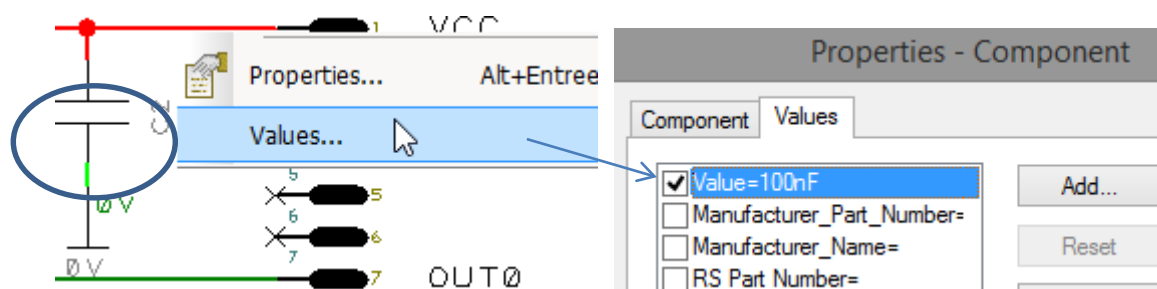 1
VCC
Properties... Alt+Entree
Values...
C2
5
5
6
6
7
7
0V
0V
OUT0
Properties - Component
Component Values
Value=100nF
Manufacturer_Part_Number=
Manufacturer_Name=
RS Part Number=
Add...
Reset